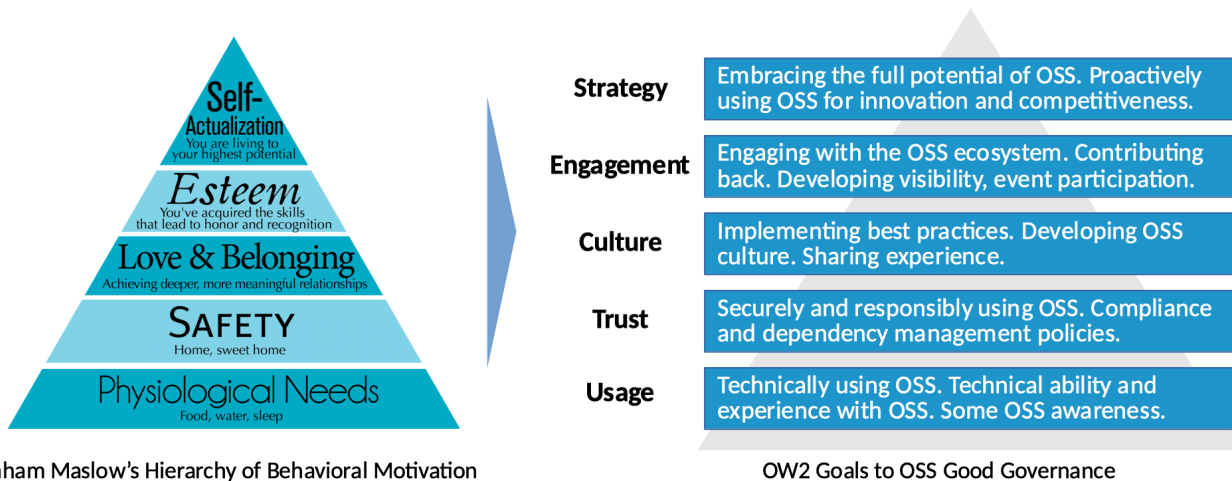 Self-
Actualization
You are living to
your highest potential
Esteem
You've acquired the skills
that lead to honor and recognition
Love & Belonging
Achieving deeper, more meaningful relationships
SAFETY
Home, sweet home
Physiological Needs
Food, water, sleep
Maslow's Hierarchy of Behavioral Motivation
Strategy
Embracing the full potential of OSS. Proactively
using OSS for innovation and competitiveness.
Engagement
Engaging with the OSS ecosystem. Contributing
back. Developing visibility, event participation.
Culture
Implementing best practices. Developing OSS
culture. Sharing experience.
Trust
Securely and responsibly using OSS. Compliance
and dependency management policies.
Usage
Technically using OSS. Technical ability and
experience with OSS. Some OSS awareness.
OW2 Goals to OSS Good Governance